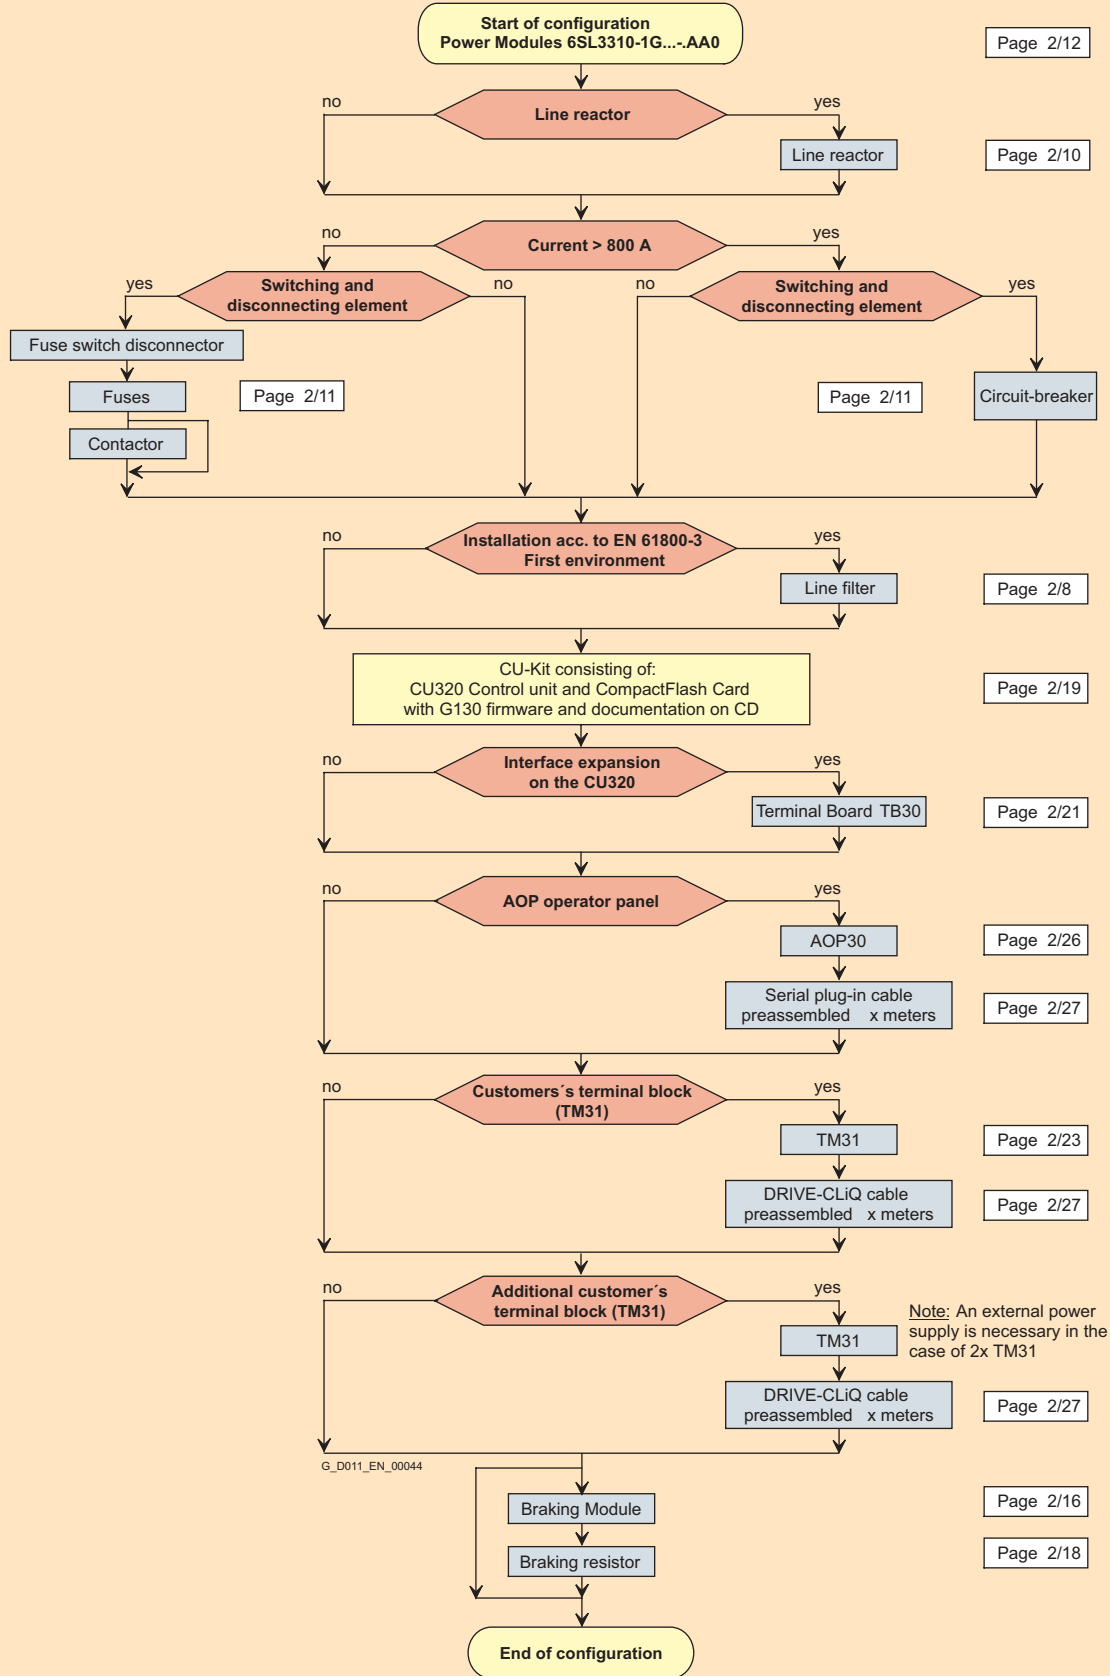 Start of configuration
Power Modules 6SL3310-1G...-.AA0
Page 2/12
no
Line reactor
yes
Line reactor
Page 2/10
no
Current > 800 A
yes
yes
Switching and
disconnecting element
no
no
Switching and
disconnecting element
yes
Fuse switch disconnector
Fuses
Page 2/11
Page 2/11
Circuit-breaker
Contactor
no
Installation acc. to EN 61800-3
First environment
yes
Line filter
Page 2/8
CU-Kit consisting of:
CU320 Control unit and CompactFlash Card
with G130 firmware and documentation on CD
Page 2/19
no
Interface expansion
on the CU320
yes
Terminal Board TB30
Page 2/21
no
AOP operator panel
yes
AOP30
Page 2/26
Serial plug-in cable
preassembled x meters
Page 2/27
no
Customers´s terminal block
(TM31)
yes
TM31
Page 2/23
DRIVE-CLiQ cable
preassembled x meters
Page 2/27
no
Additional customer´s
terminal block (TM31)
yes
TM31
Note: An external power
supply is necessary in the
case of 2x TM31
DRIVE-CLiQ cable
preassembled x meters
Page 2/27
G_D011_EN_00044
Braking Module
Page 2/16
Braking resistor
Page 2/18
End of configuration